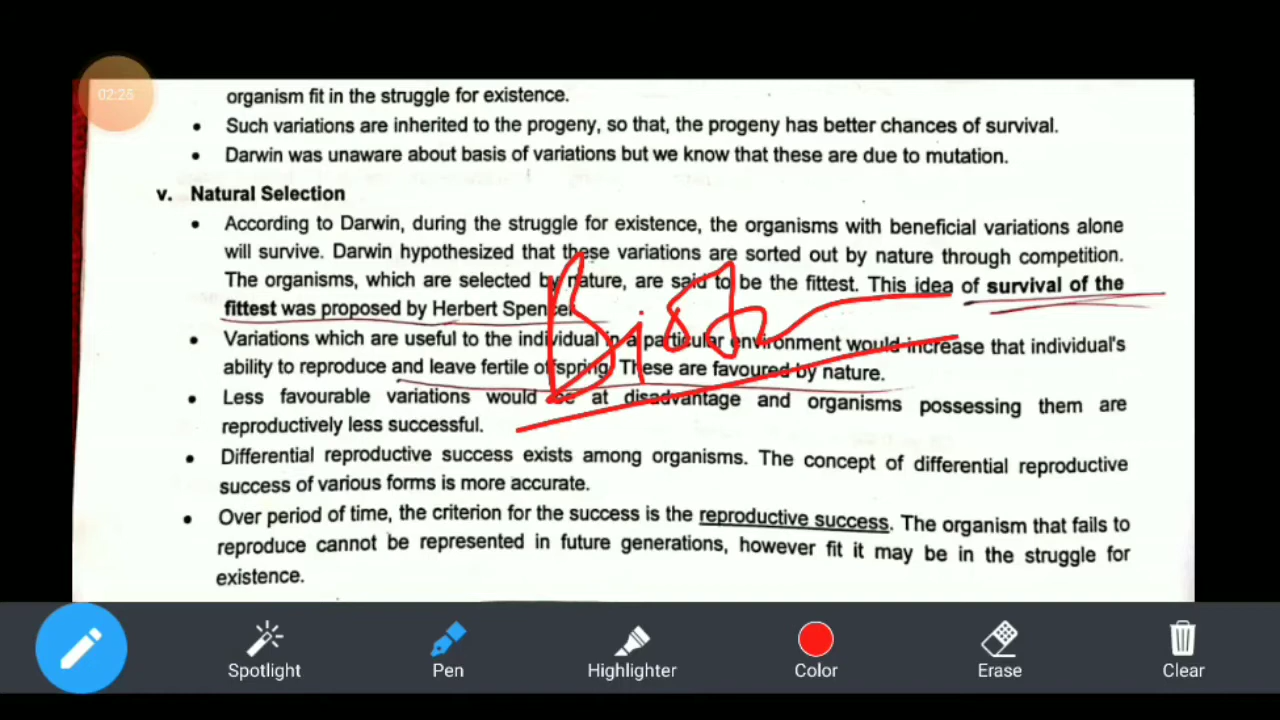 02:25
organism fit in the struggle for existence.
• Such variations are inherited to the progeny, so that, the progeny has better chances of survival.
• Darwin was unaware about basis of variations but we know that these are due to mutation.
v. Natural Selection
• According to Darwin, during the struggle for existence, the organisms with beneficial variations alone
will survive. Darwin hypothesized that these variations are sorted out by nature through competition.
The organisms, which are selected by nature, are said to be the fittest. This idea of survival of the
fittest was proposed by Herbert Spencer
• Variations which are useful to the individual in a particular environment would increase that individual's
ability to reproduce and leave fertile offspring. These are favoured by nature.
• Less favourable variations would be at disadvantage and organisms possessing them are
reproductively less successful.
• Differential reproductive success exists among organisms. The concept of differential reproductive
success of various forms is more accurate.
• Over period of time, the criterion for the success is the reproductive success. The organism that fails to
reproduce cannot be represented in future generations, however fit it may be in the struggle for
existence.
Spotlight Pen Highlighter Color Erase Clear